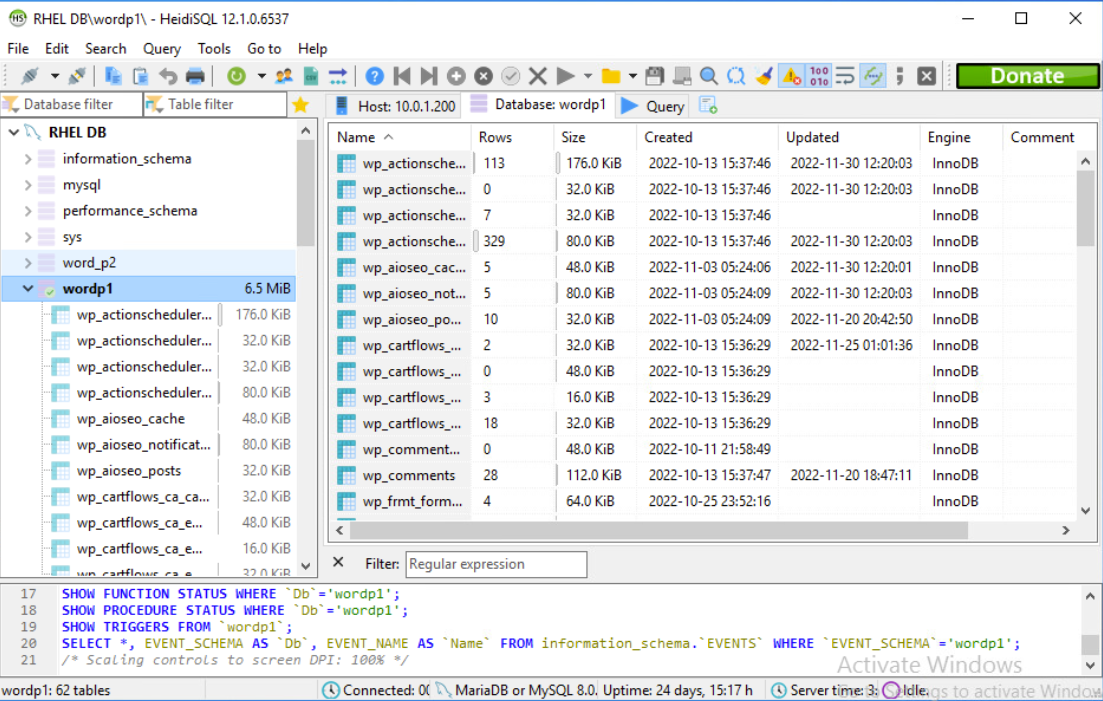 RHEL DB\wordp1\ - HeidiSQL 12.1.0.6537
File Edit Search Query Tools Go to Help
Donate
Database filter Table filter Host: 10.0.1.200 Database: wordp1 Query
RHEL DB
information_schema
mysql
performance_schema
sys
word_p2
wordp1 6.5 MiB
wp_actionscheduler... 176.0 KiB
wp_actionscheduler... 32.0 KiB
wp_actionscheduler... 32.0 KiB
wp_actionscheduler... 80.0 KiB
wp_aioseo_cache 48.0 KiB
wp_aioseo_notificat... 80.0 KiB
wp_aioseo_posts 32.0 KiB
wp_cartflows_ca_ca... 32.0 KiB
wp_cartflows_ca_e... 48.0 KiB
wp_cartflows_ca_e... 16.0 KiB
wp_cartflows_ca_e... 32.0 KiB
Name Rows Size Created Updated Engine Comment
wp_actionsche... 113 176.0 KiB 2022-10-13 15:37:46 2022-11-30 12:20:03 InnoDB
wp_actionsche... 0 32.0 KiB 2022-10-13 15:37:46 2022-11-30 12:20:03 InnoDB
wp_actionsche... 7 32.0 KiB 2022-10-13 15:37:46 InnoDB
wp_actionsche... 329 80.0 KiB 2022-10-13 15:37:46 2022-11-30 12:20:03 InnoDB
wp_aioseo_cac... 5 48.0 KiB 2022-11-03 05:24:06 2022-11-30 12:20:01 InnoDB
wp_aioseo_not... 5 80.0 KiB 2022-11-03 05:24:09 2022-11-30 12:20:03 InnoDB
wp_aioseo_po... 10 32.0 KiB 2022-11-03 05:24:09 2022-11-20 20:42:50 InnoDB
wp_cartflows_... 2 32.0 KiB 2022-10-13 15:36:29 2022-11-25 01:01:36 InnoDB
wp_cartflows_... 0 48.0 KiB 2022-10-13 15:36:29 InnoDB
wp_cartflows_... 3 16.0 KiB 2022-10-13 15:36:29 InnoDB
wp_cartflows_... 18 32.0 KiB 2022-10-13 15:36:29 InnoDB
wp_comment... 0 48.0 KiB 2022-10-11 21:58:49 InnoDB
wp_comments 28 112.0 KiB 2022-10-13 15:37:47 2022-11-20 18:47:11 InnoDB
wp_frmt_form... 4 64.0 KiB 2022-10-25 23:52:16 InnoDB
Filter: Regular expression
17 SHOW FUNCTION STATUS WHERE `Db`='wordp1';
18 SHOW PROCEDURE STATUS WHERE `Db`='wordp1';
19 SHOW TRIGGERS FROM `wordp1`;
20 SELECT *, EVENT_SCHEMA AS `Db`, EVENT_NAME AS `Name` FROM information_schema.`EVENTS` WHERE `EVENT_SCHEMA`='wordp1';
21 /* Scaling controls to screen DPI: 100% */
Activate Windows
to activate Windows
wordp1: 62 tables Connected: 00 MariaDB or MySQL 8.0. Uptime: 24 days, 15:17 h Server time: 3: Idle.